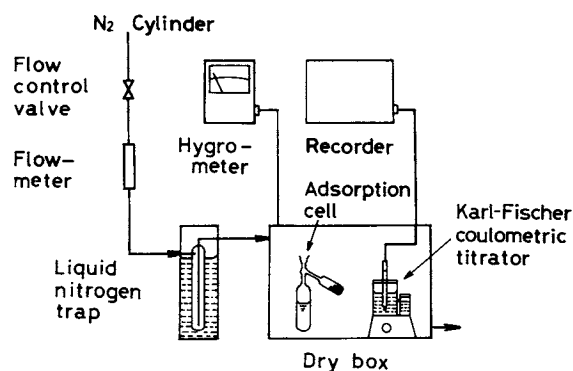 N2 Cylinder
Flow
control
valve
Flow-
meter
Hygro-
meter
Recorder
Adsorption
cell
Karl-Fischer
coulometric
titrator
Liquid
nitrogen
trap
Dry box